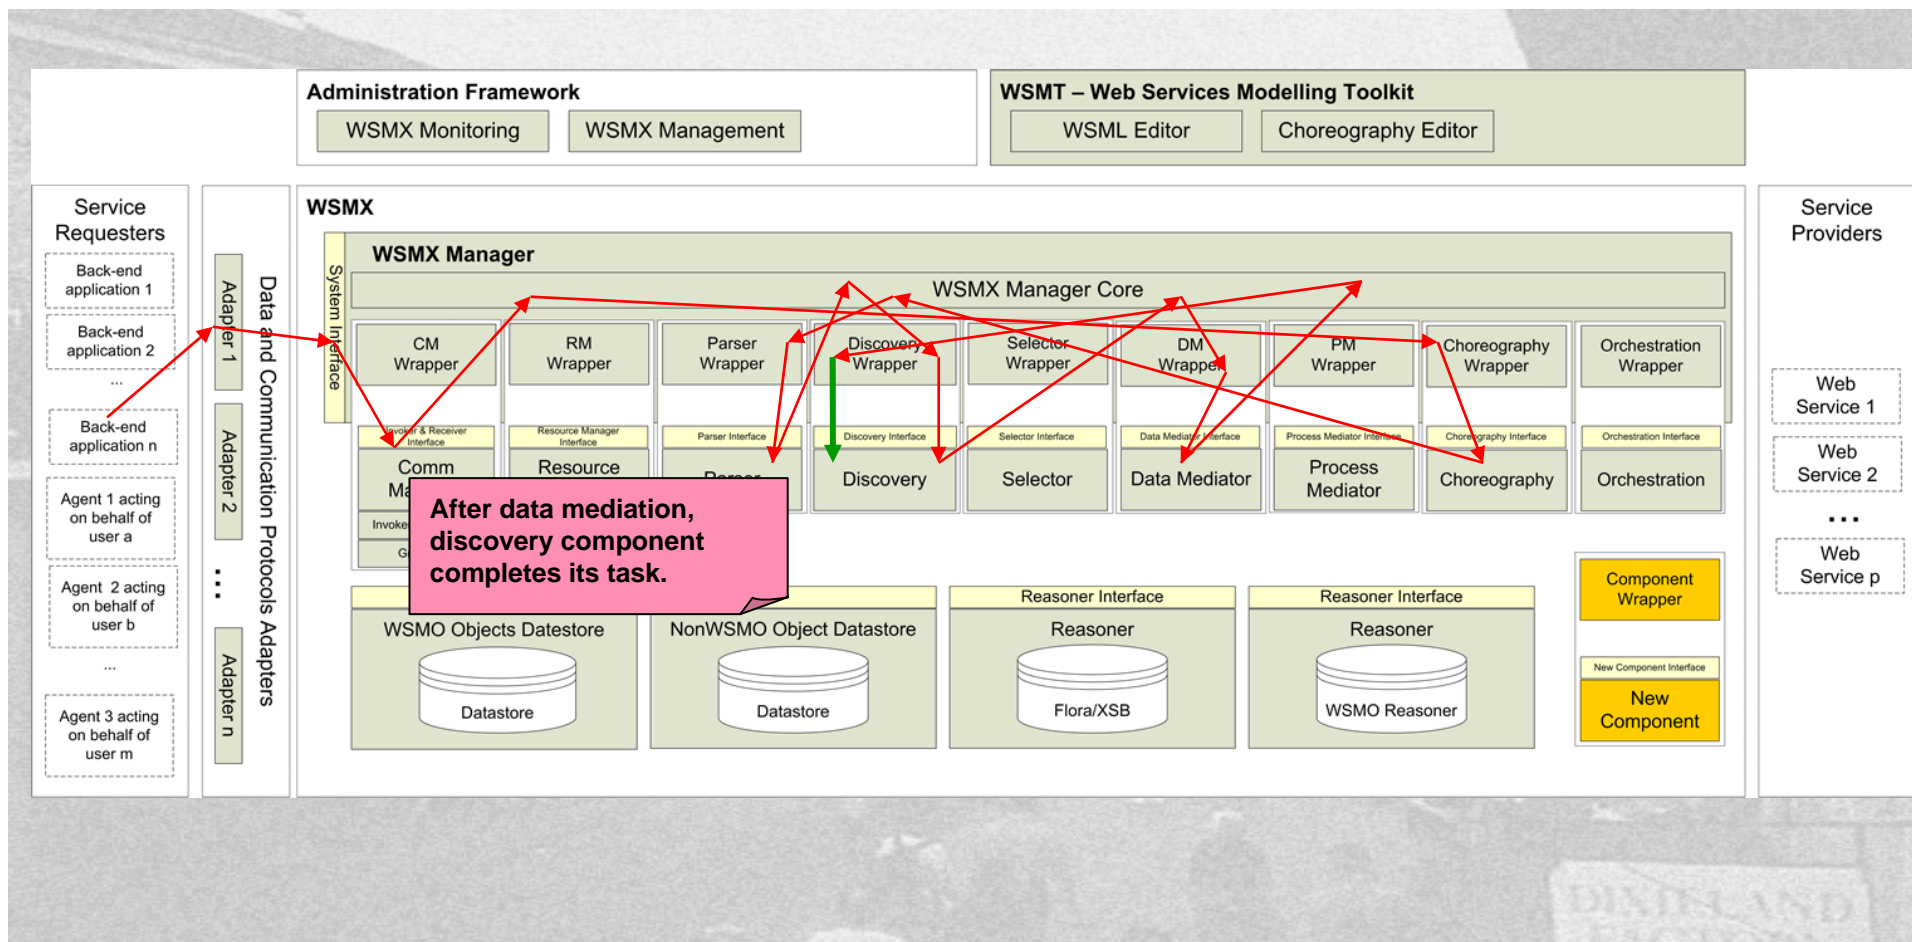 Administration Framework
WSMX Monitoring
WSMX Management
WSMT – Web Services Modelling Toolkit
WSML Editor
Choreography Editor
Service
Requesters
Back-end
application 1
Back-end
application 2
...
Back-end
application n
Agent 1 acting
on behalf of
user a
Agent 2 acting
on behalf of
user b
...
Agent 3 acting
on behalf of
user m
Adapter 1
Adapter 2
...
Adapter n
Data and Communication Protocols Adapters
WSMX
System Interface
WSMX Manager
WSMX Manager Core
CM
Wrapper
RM
Wrapper
Parser
Wrapper
Discovery
Wrapper
Selector
Wrapper
DM
Wrapper
PM
Wrapper
Choreography
Wrapper
Orchestration
Wrapper
Invoker & Receiver
Interface
Resource Manager
Interface
Parser Interface
Discovery Interface
Selector Interface
Data Mediator Interface
Process Mediator Interface
Choreography Interface
Orchestration Interface
Comm
Resource
Parser
Discovery
Selector
Data Mediator
Process
Mediator
Choreography
Orchestration
After data mediation,
discovery component
completes its task.
WSMO Objects Datestore
Datastore
NonWSMO Object Datastore
Datastore
Reasoner Interface
Reasoner
Flora/XSB
Reasoner Interface
Reasoner
WSMO Reasoner
Component
Wrapper
New Component Interface
New
Component
Service
Providers
Web
Service 1
Web
Service 2
...
Web
Service p
DIXIELAND